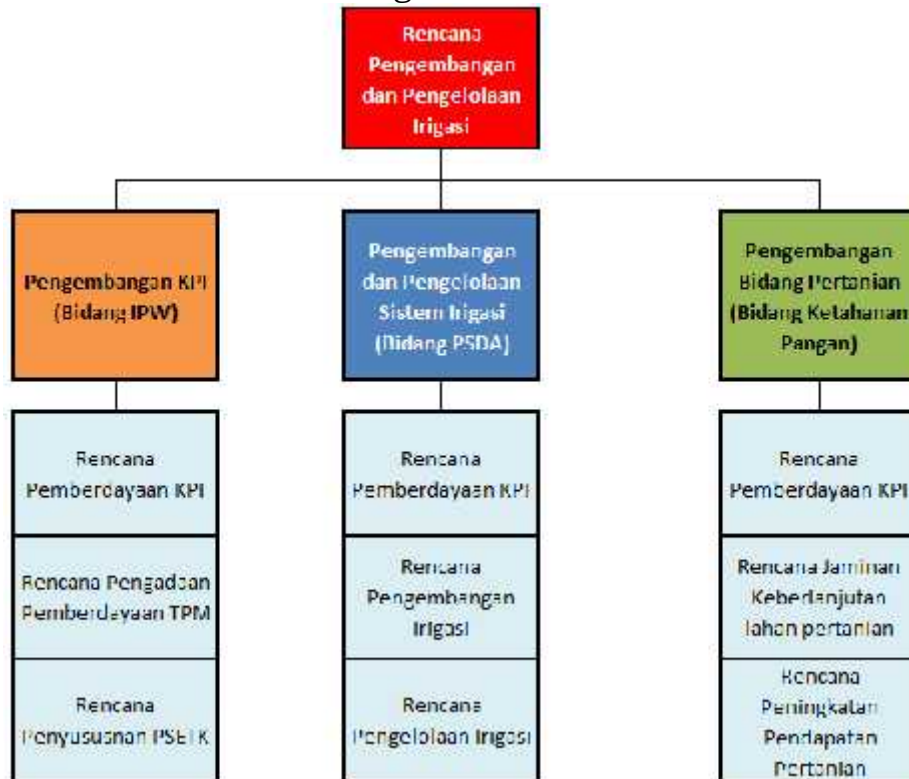 Rencana
Pengembangan
dan Pengelolaan
Irigasi
Pengembangan KPI
(Bidang IPW)
Pengembangan
dan Pengelolaan
Sistem Irigasi
(Bidang PSDA)
Pengembangan
Bidang Pertanian
(Bidang Ketahanan
Pangan)
Rencana
Pemberdayaan KPI
Rencana Pengadaan
Pemberdayaan TPM
Rencana
Penyususnan PSETK
Rencana
Pemberdayaan KPI
Rencana
Pengembangan
Irigasi
Rencana
Pengelolaan Irigasi
Rencana
Pemberdayaan KPI
Rencana Jaminan
Keberlanjutan
lahan pertanian
Rencana
Peningkatan
Pendapatan
Pertanian